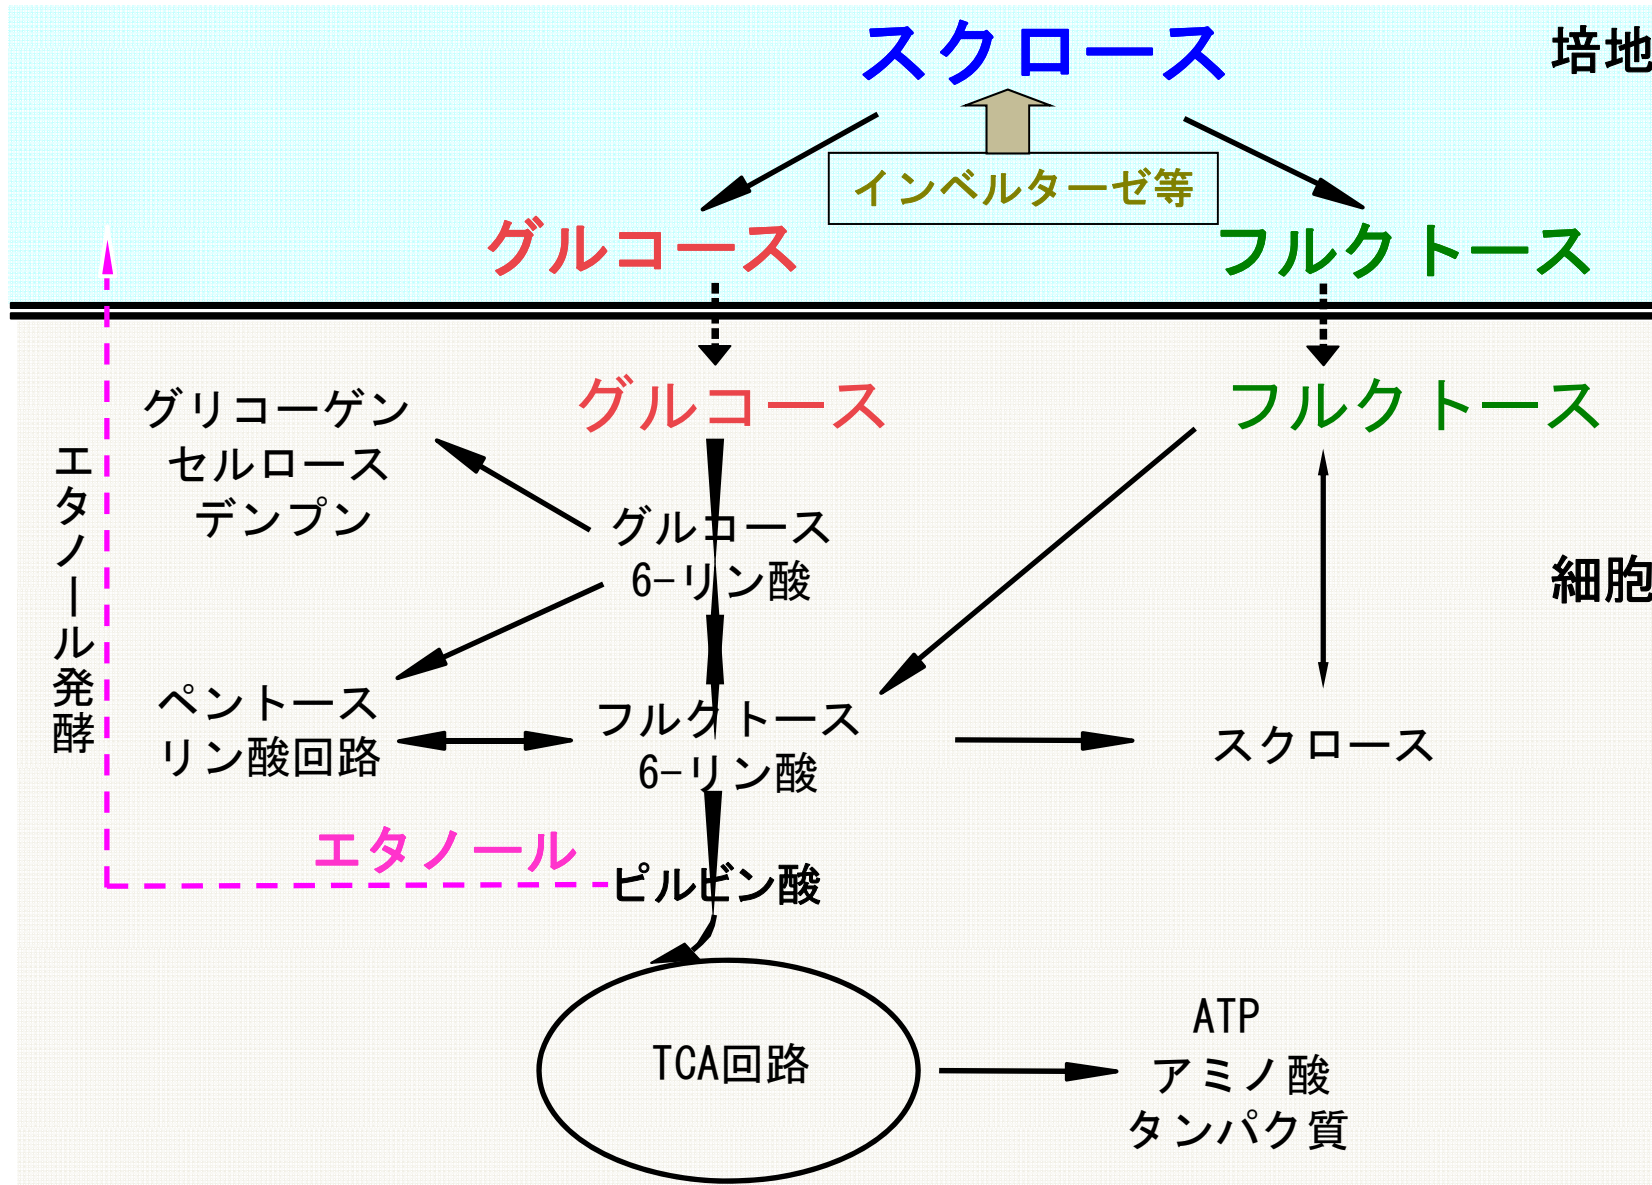 スクロース
培地
インベルターゼ等
グルコース
フルクトース
グルコース
フルクトース
グリコーゲン
セルロース
デンプン
エタノール発酵
グルコース
6-リン酸
細胞
ペントース
リン酸回路
フルクトース
6-リン酸
スクロース
エタノール
ピルビン酸
TCA回路
ATP
アミノ酸
タンパク質